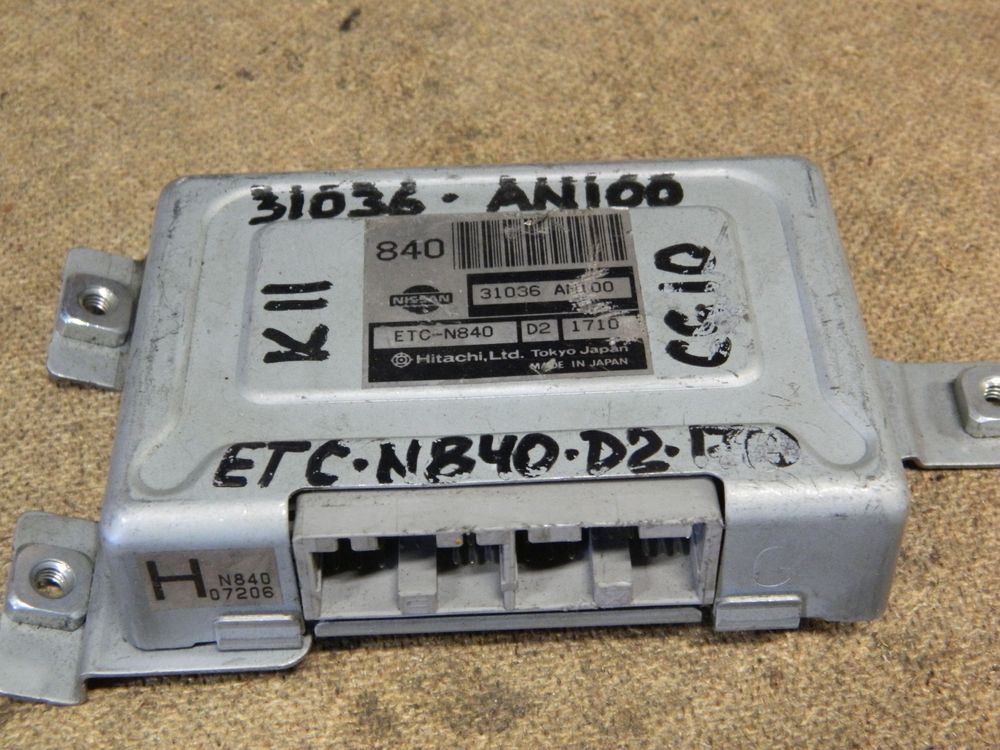 31036 · AN100
840
NISSAN
31036 AN100
ETC-N840 D2 1710
Hitachi, Ltd. Tokyo Japan
MADE IN JAPAN
K11
CG10
ETC·N840·D2·
H N840
07206
G